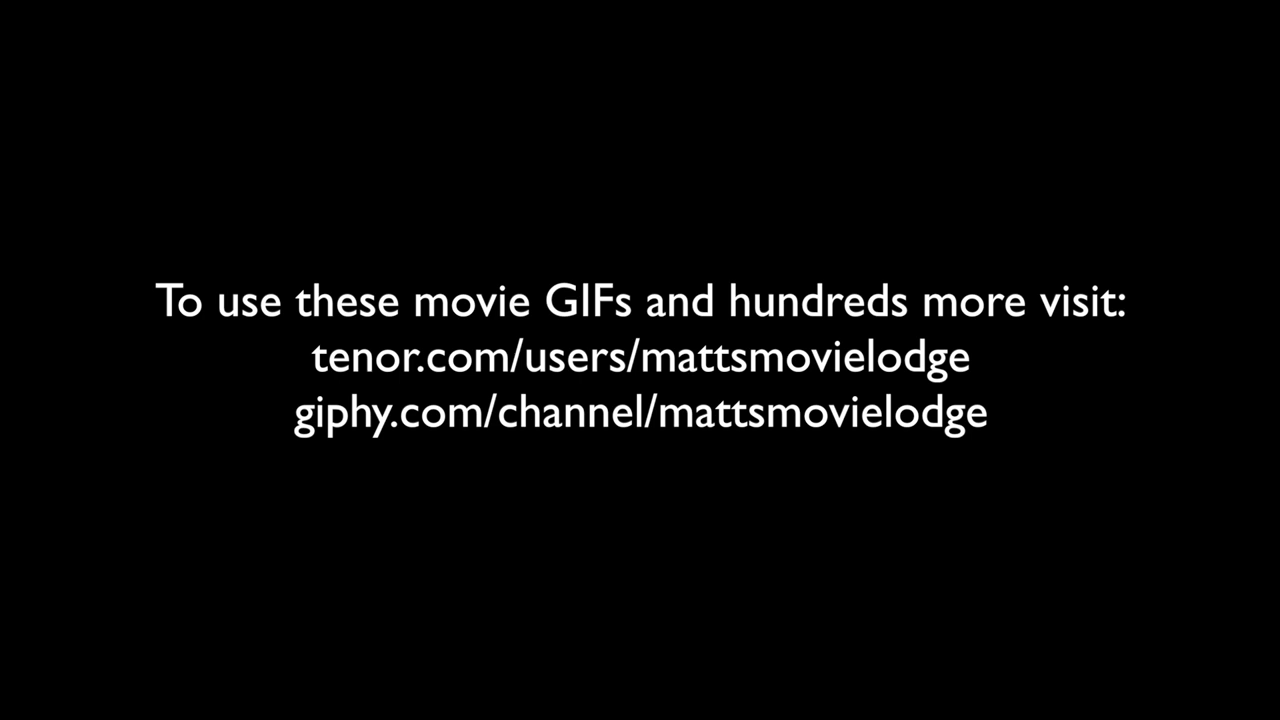 To use these movie GIFs and hundreds more visit:
tenor.com/users/mattsmovielodge
giphy.com/channel/mattsmovielodge